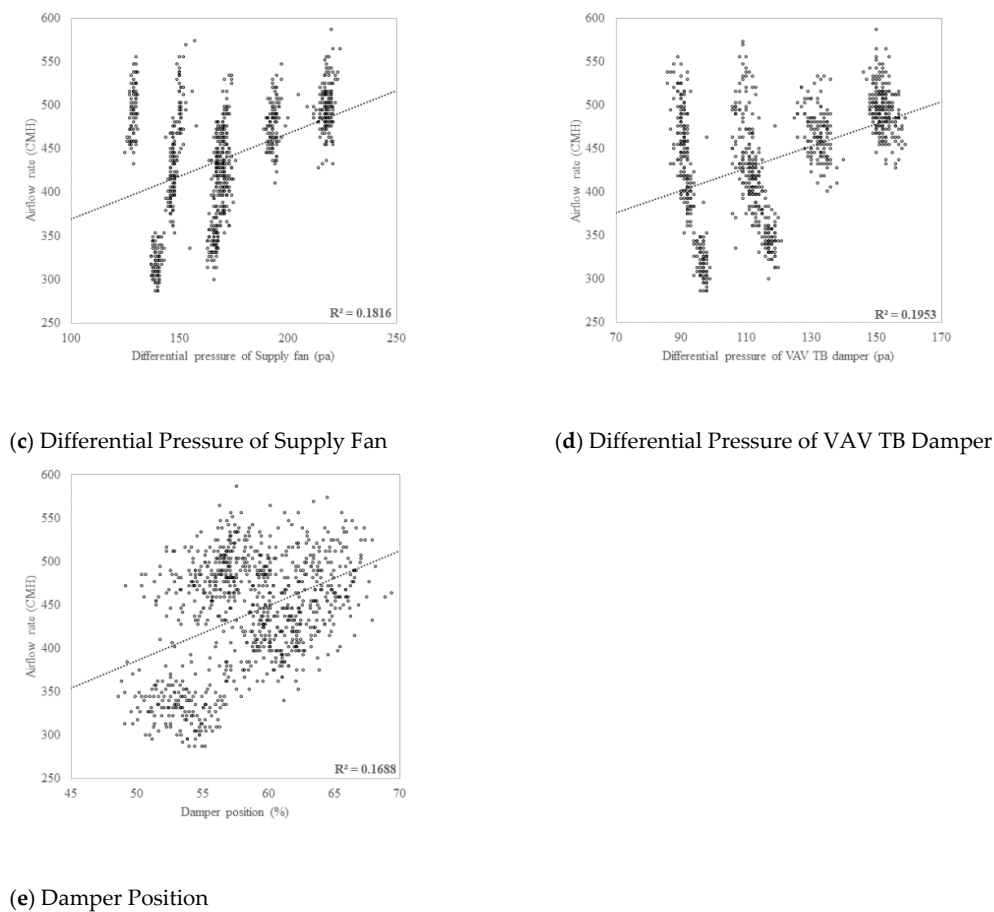 600
550
500
450
400
350
300
250
Airflow rate (CMH)
R² = 0.1816
100 150 200 250
Differential pressure of Supply fan (pa)
600
550
500
450
400
350
300
250
Airflow rate (CMH)
R² = 0.1953
70 90 110 130 150 170
Differential pressure of VAV TB damper (pa)
(c) Differential Pressure of Supply Fan
(d) Differential Pressure of VAV TB Damper
600
550
500
450
400
350
300
250
Airflow rate (CMH)
R² = 0.1688
45 50 55 60 65 70
Damper position (%)
(e) Damper Position